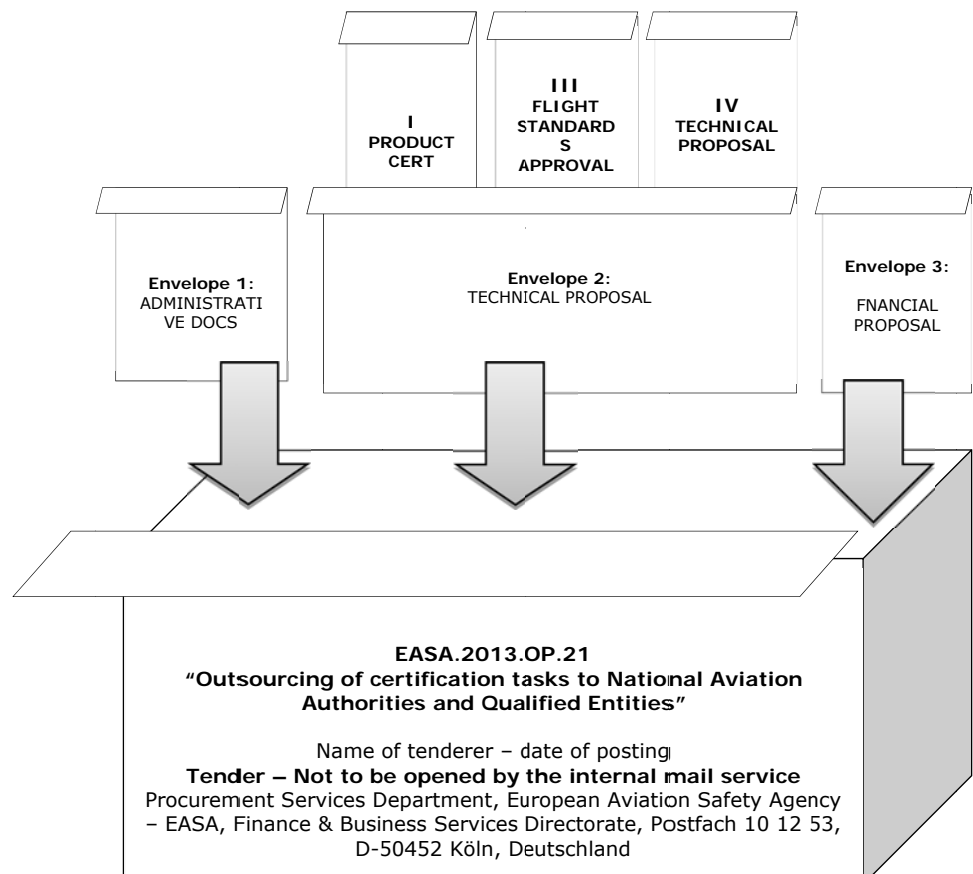 I
PRODUCT
CERT
III
FLIGHT
STANDARD
S
APPROVAL
IV
TECHNICAL
PROPOSAL
Envelope 1:
ADMINISTRATI
VE DOCS
Envelope 2:
TECHNICAL PROPOSAL
Envelope 3:
FNANCIAL
PROPOSAL
EASA.2013.OP.21
“Outsourcing of certification tasks to National Aviation
Authorities and Qualified Entities”
Name of tenderer – date of posting
Tender – Not to be opened by the internal mail service
Procurement Services Department, European Aviation Safety Agency
– EASA, Finance & Business Services Directorate, Postfach 10 12 53,
D-50452 Köln, Deutschland